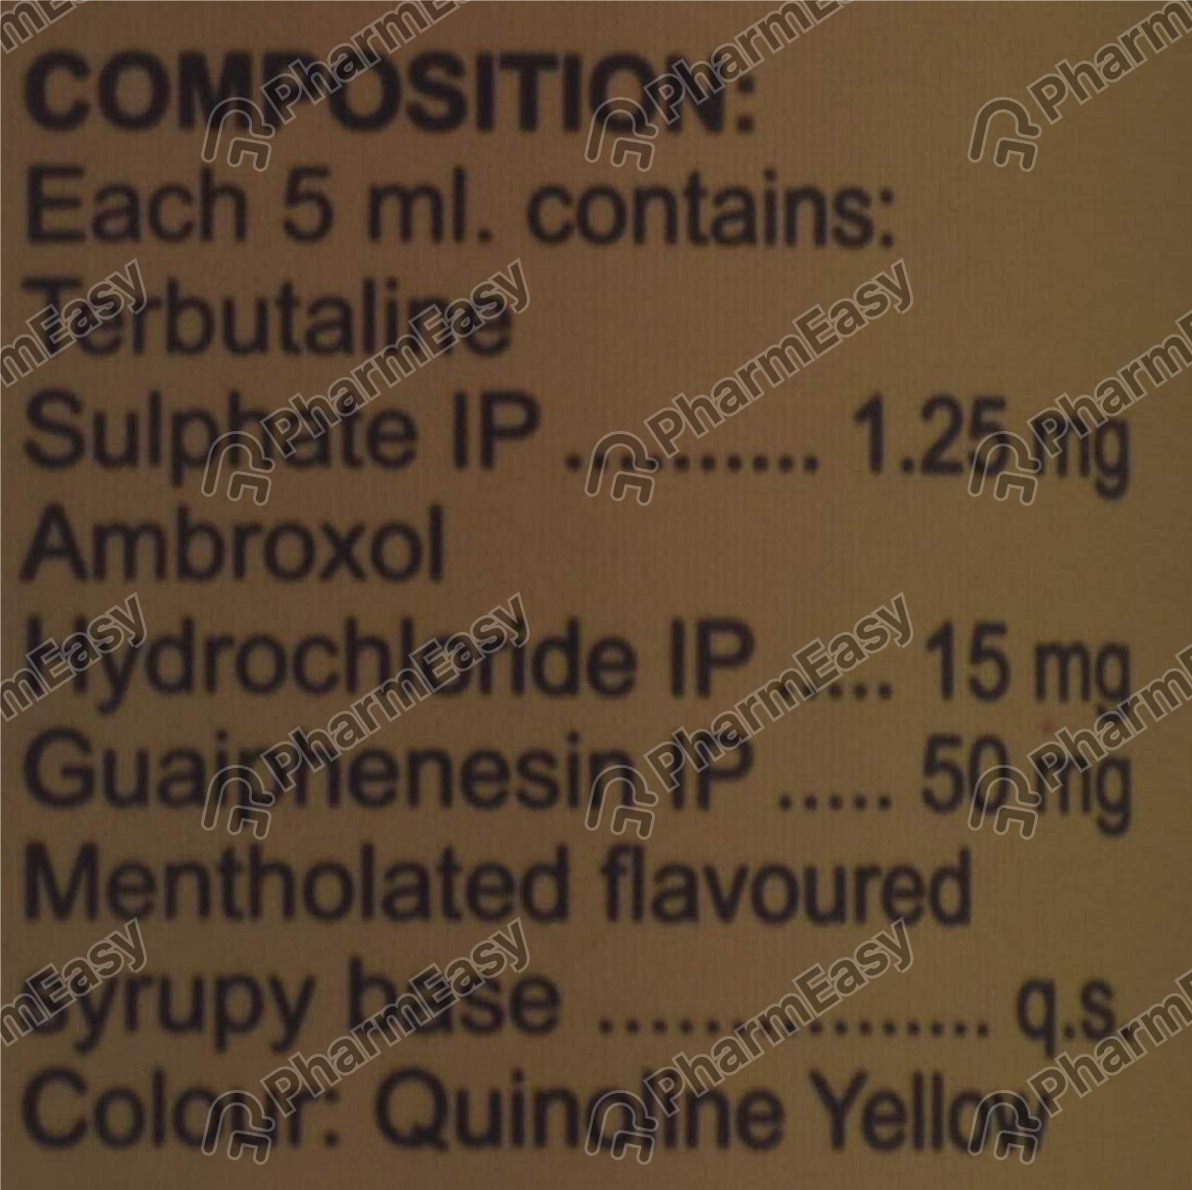 COMPOSITION:
Each 5 ml. contains:
Terbutaline
Sulphate IP .......... 1.25 mg
Ambroxol
Hydrochloride IP ..... 15 mg
Guaiphenesin IP ..... 50 mg
Mentholated flavoured
syrupy base ................ q.s.
Colour: Quinoline Yellow
PharmEasy